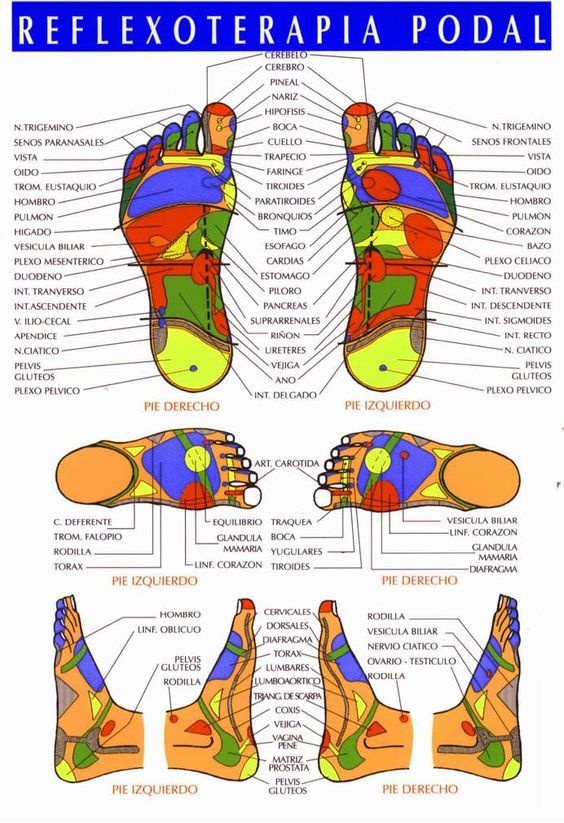 REFLEXOTERAPIA PODAL
CEREBELO
CEREBRO
PINEAL
NARIZ
HIPOFISIS
BOCA
CUELLO
TRAPECIO
FARINGE
TIROIDES
PARATIROIDES
BRONQUIOS
TIMO
ESOFAGO
CARDIAS
ESTOMAGO
PILORO
PANCREAS
SUPRARRENALES
RIÑON
URETERES
VEJIGA
ANO
INT. DELGADO
N.TRIGEMINO
SENOS PARANASALES
VISTA
OIDO
TROM. EUSTAQUIO
HOMBRO
PULMON
HIGADO
VESICULA BILIAR
PLEXO MESENTERICO
DUODENO
INT. TRANVERSO
INT.ASCENDENTE
V. ILIO-CECAL
APENDICE
N.CIATICO
PELVIS
GLUTEOS
PLEXO PELVICO
N.TRIGEMINO
SENOS FRONTALES
VISTA
OIDO
TROM. EUSTAQUIO
HOMBRO
PULMON
CORAZON
BAZO
PLEXO CELIACO
DUODENO
INT. TRANVERSO
INT. DESCENDENTE
INT. SIGMOIDES
INT. RECTO
N. CIATICO
PELVIS
GLUTEOS
PLEXO PELVICO
PIE DERECHO
PIE IZQUIERDO
ART. CAROTIDA
C. DEFERENTE
TROM. FALOPIO
RODILLA
TORAX
EQUILIBRIO
GLANDULA
MAMARIA
LINF. CORAZON
TRAQUEA
BOCA
YUGULARES
TIROIDES
VESICULA BILIAR
LINF. CORAZON
GLANDULA
MAMARIA
DIAFRAGMA
PIE IZQUIERDO
PIE DERECHO
HOMBRO
LINF. OBLICUO
PELVIS
GLUTEOS
RODILLA
CERVICALES
DORSALES
DIAFRAGMA
TORAX
LUMBARES
LUMBOAORTICO
TRIANG. DE SCARPA
COXIS
VEJIGA
VAGINA
PENE
MATRIZ
PROSTATA
PELVIS
GLUTEOS
RODILLA
VESICULA BILIAR
NERVIO CIATICO
OVARIO - TESTICULO
RODILLA
PIE IZQUIERDO
PIE DERECHO